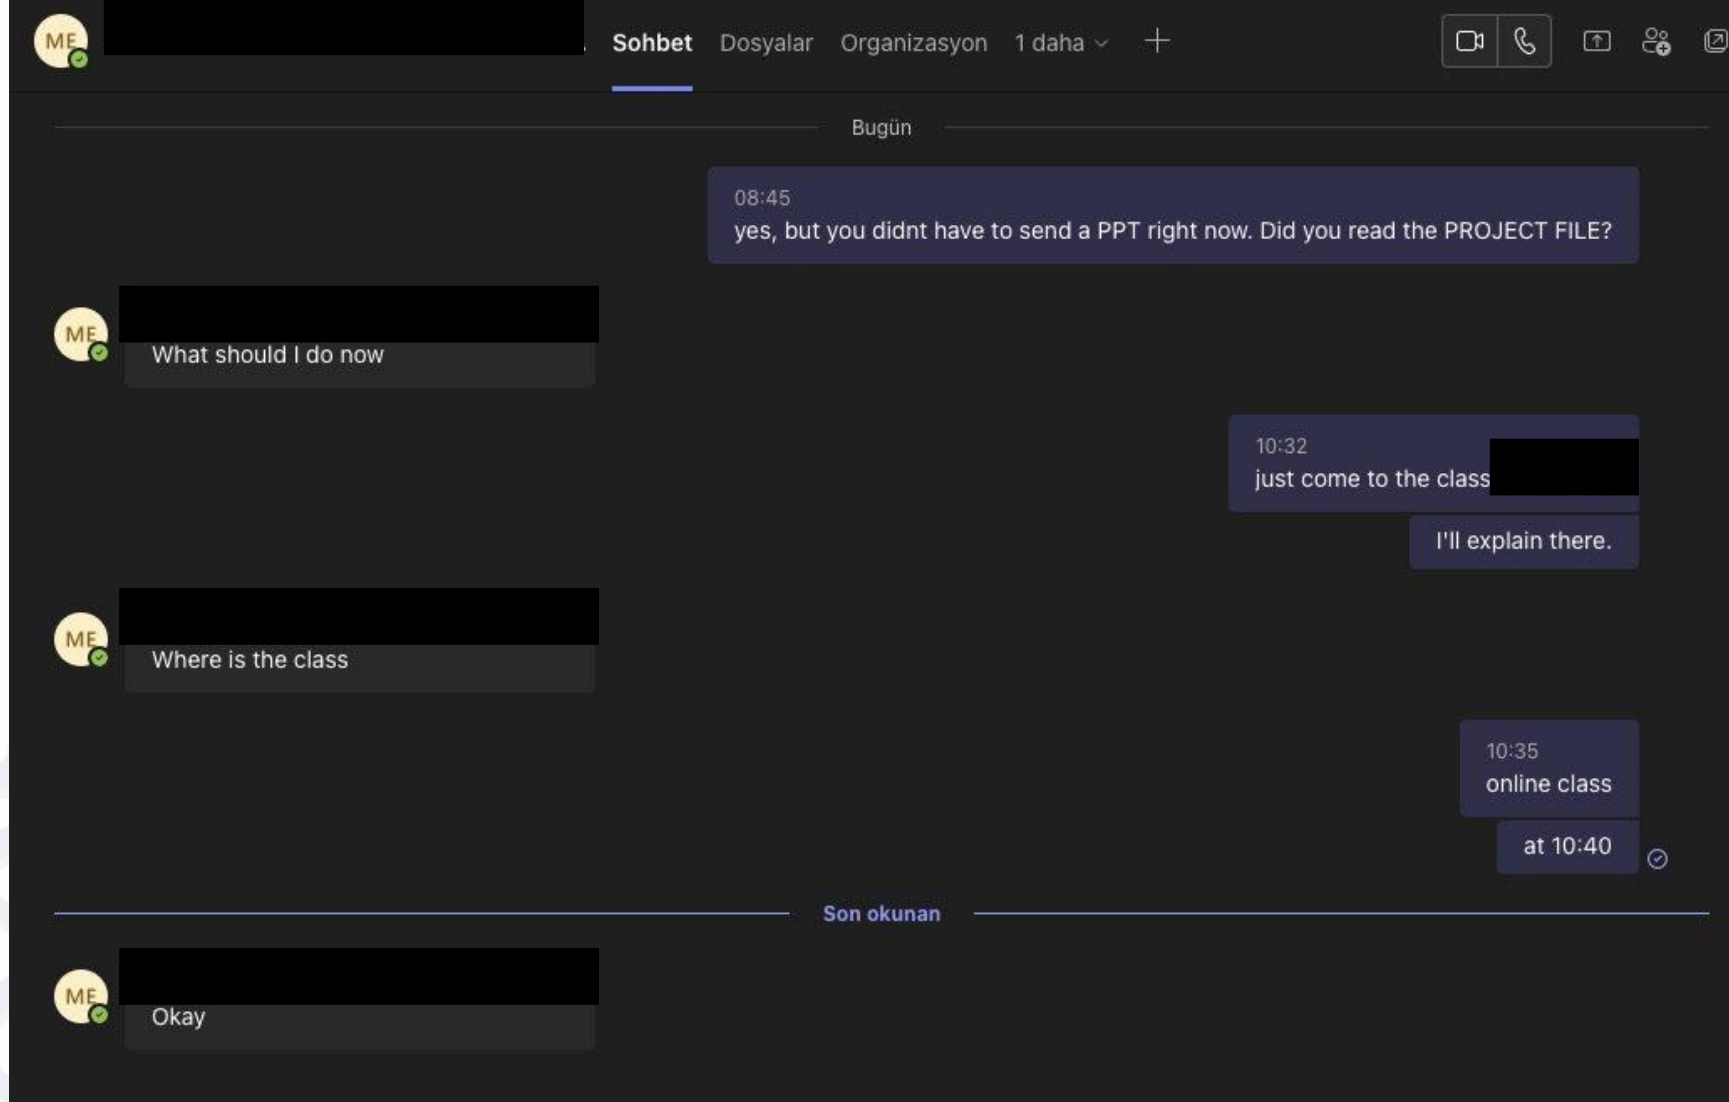 ME
Sohbet Dosyalar Organizasyon 1 daha
Bugün
08:45
yes, but you didnt have to send a PPT right now. Did you read the PROJECT FILE?
ME
What should I do now
10:32
just come to the class
I'll explain there.
ME
Where is the class
10:35
online class
at 10:40
Son okunan
ME
Okay